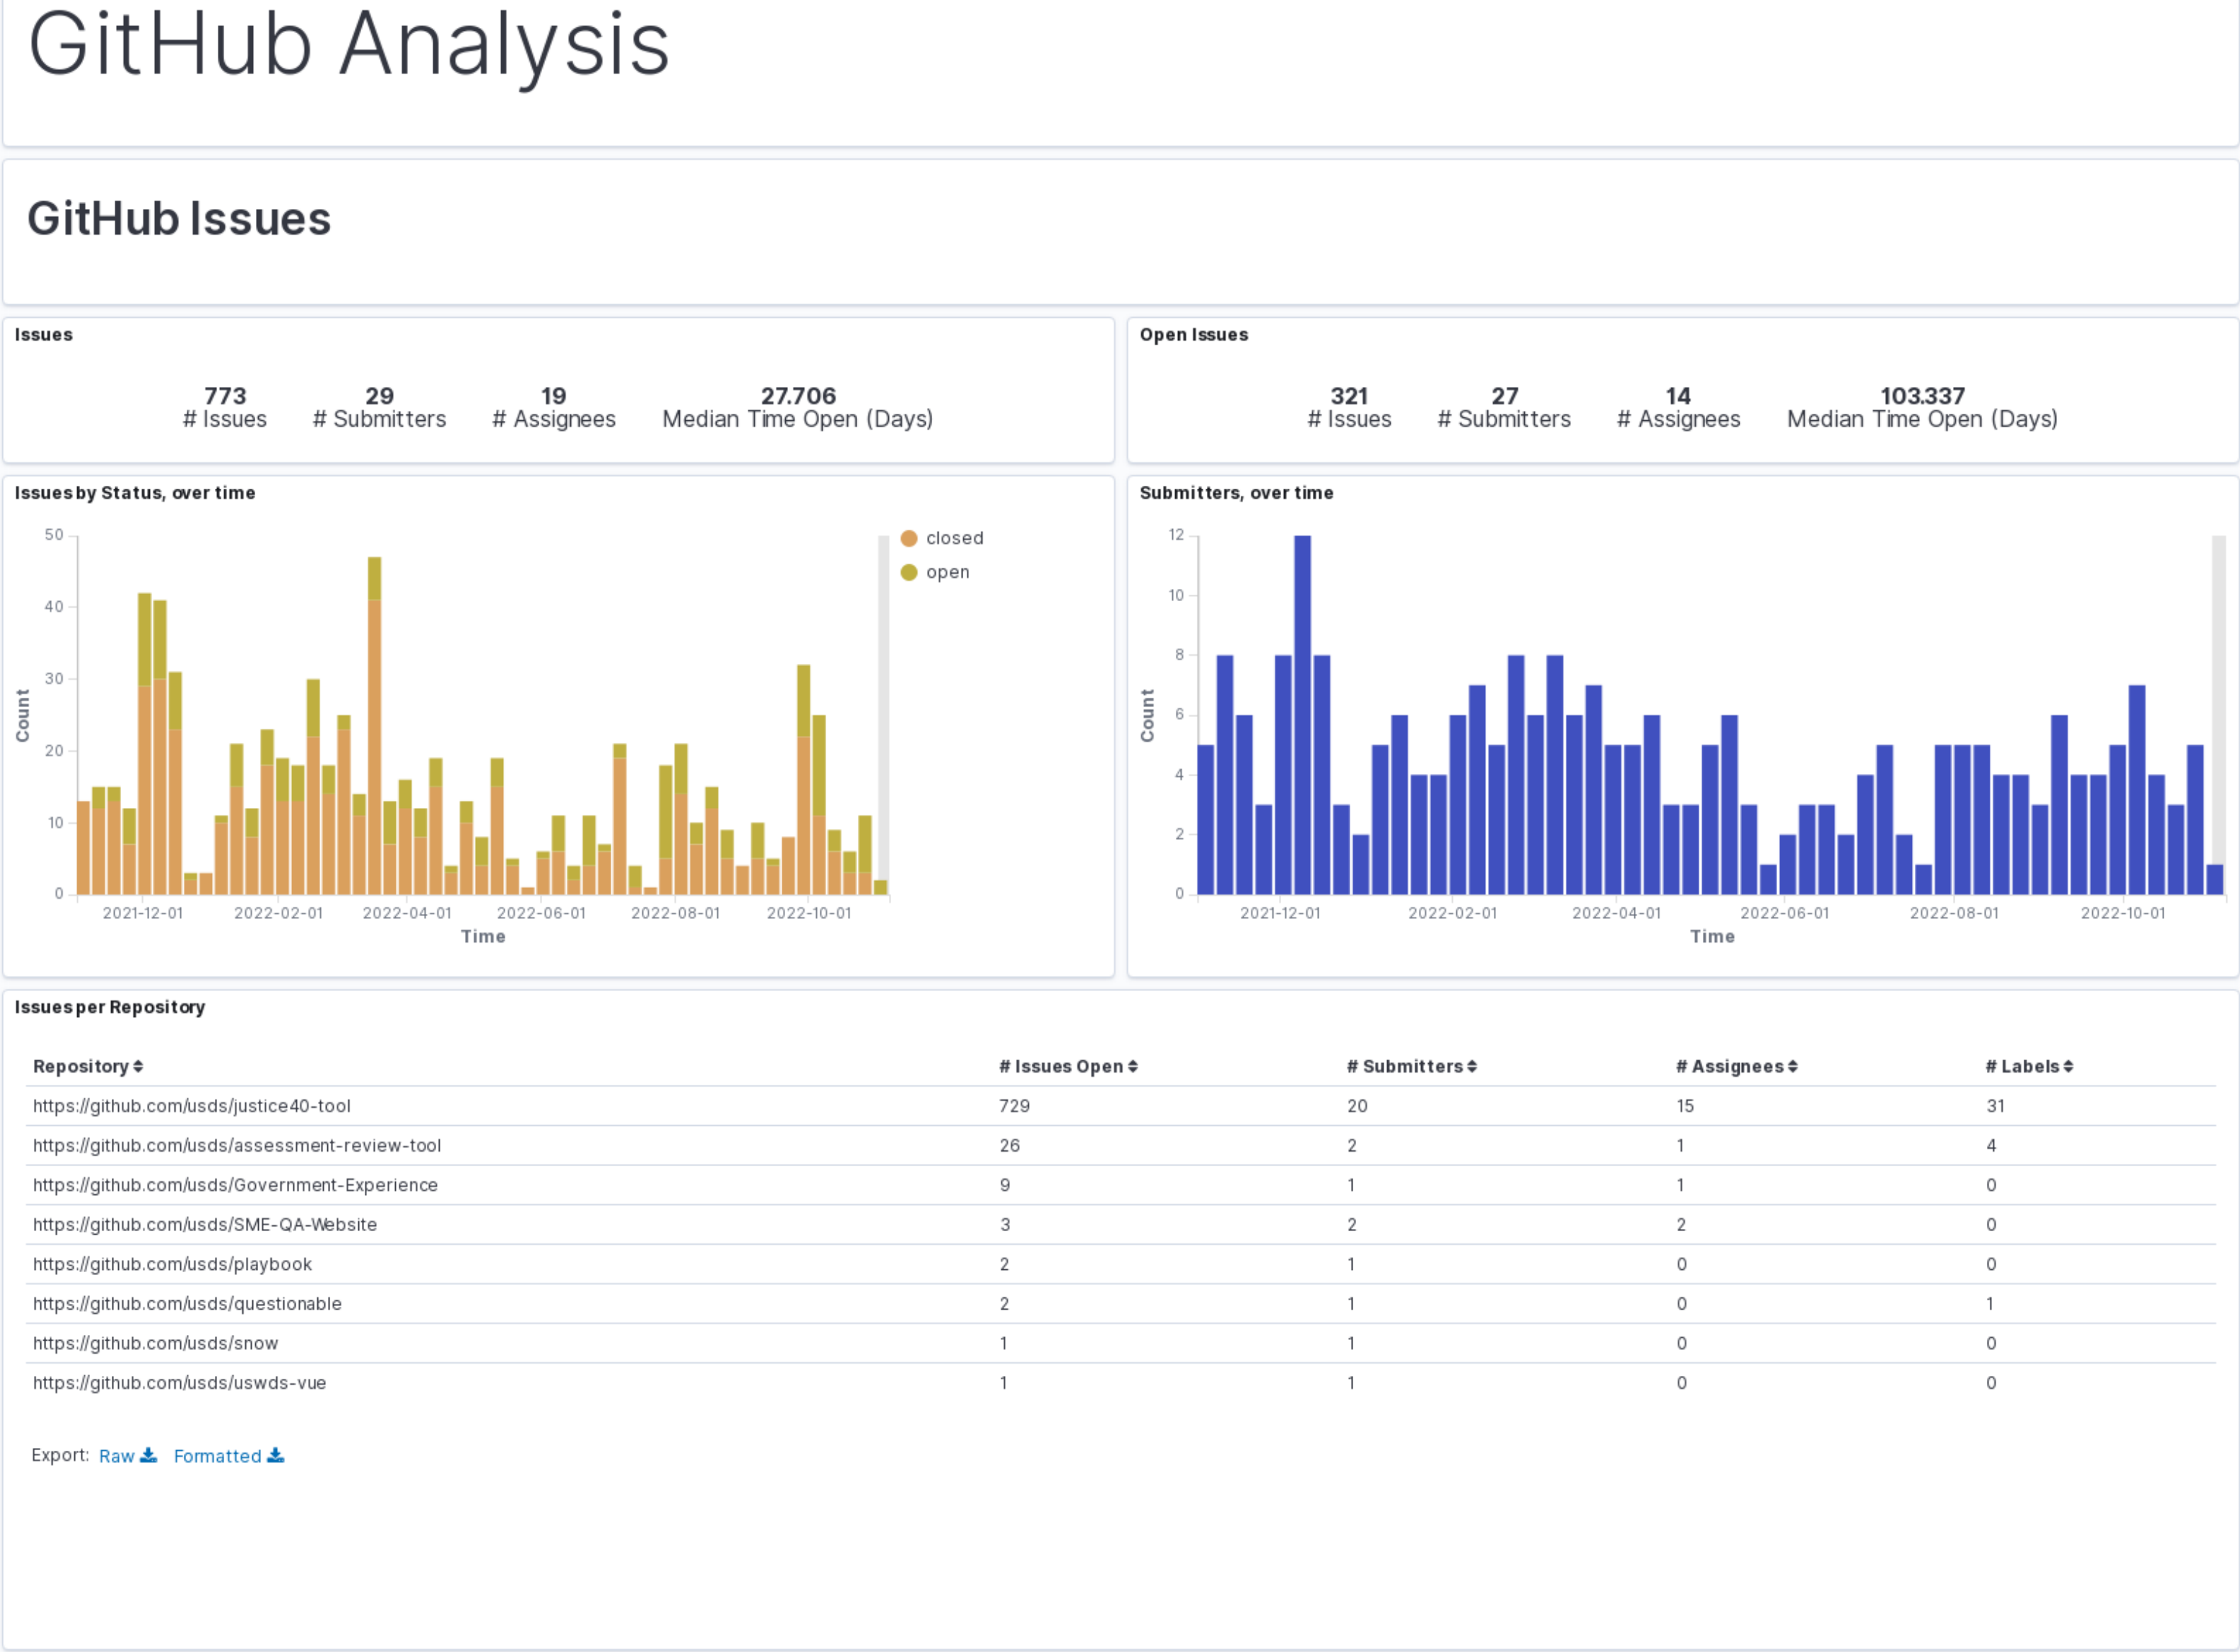 GitHub Analysis
GitHub Issues
Issues
773 29 19 27.706
# Issues # Submitters # Assignees Median Time Open (Days)
Open Issues
321 27 14 103.337
# Issues # Submitters # Assignees Median Time Open (Days)
Issues by Status, over time
50
40
30
20
10
0
Count
2021-12-01 2022-02-01 2022-04-01 2022-06-01 2022-08-01 2022-10-01
Time
closed
open
Submitters, over time
12
10
8
6
4
2
0
Count
2021-12-01 2022-02-01 2022-04-01 2022-06-01 2022-08-01 2022-10-01
Time
Issues per Repository
Repository # Issues Open # Submitters # Assignees # Labels
https://github.com/usds/justice40-tool 729 20 15 31
https://github.com/usds/assessment-review-tool 26 2 1 4
https://github.com/usds/Government-Experience 9 1 1 0
https://github.com/usds/SME-QA-Website 3 2 2 0
https://github.com/usds/playbook 2 1 0 0
https://github.com/usds/questionable 2 1 0 1
https://github.com/usds/snow 1 1 0 0
https://github.com/usds/uswds-vue 1 1 0 0
Export: Raw Formatted